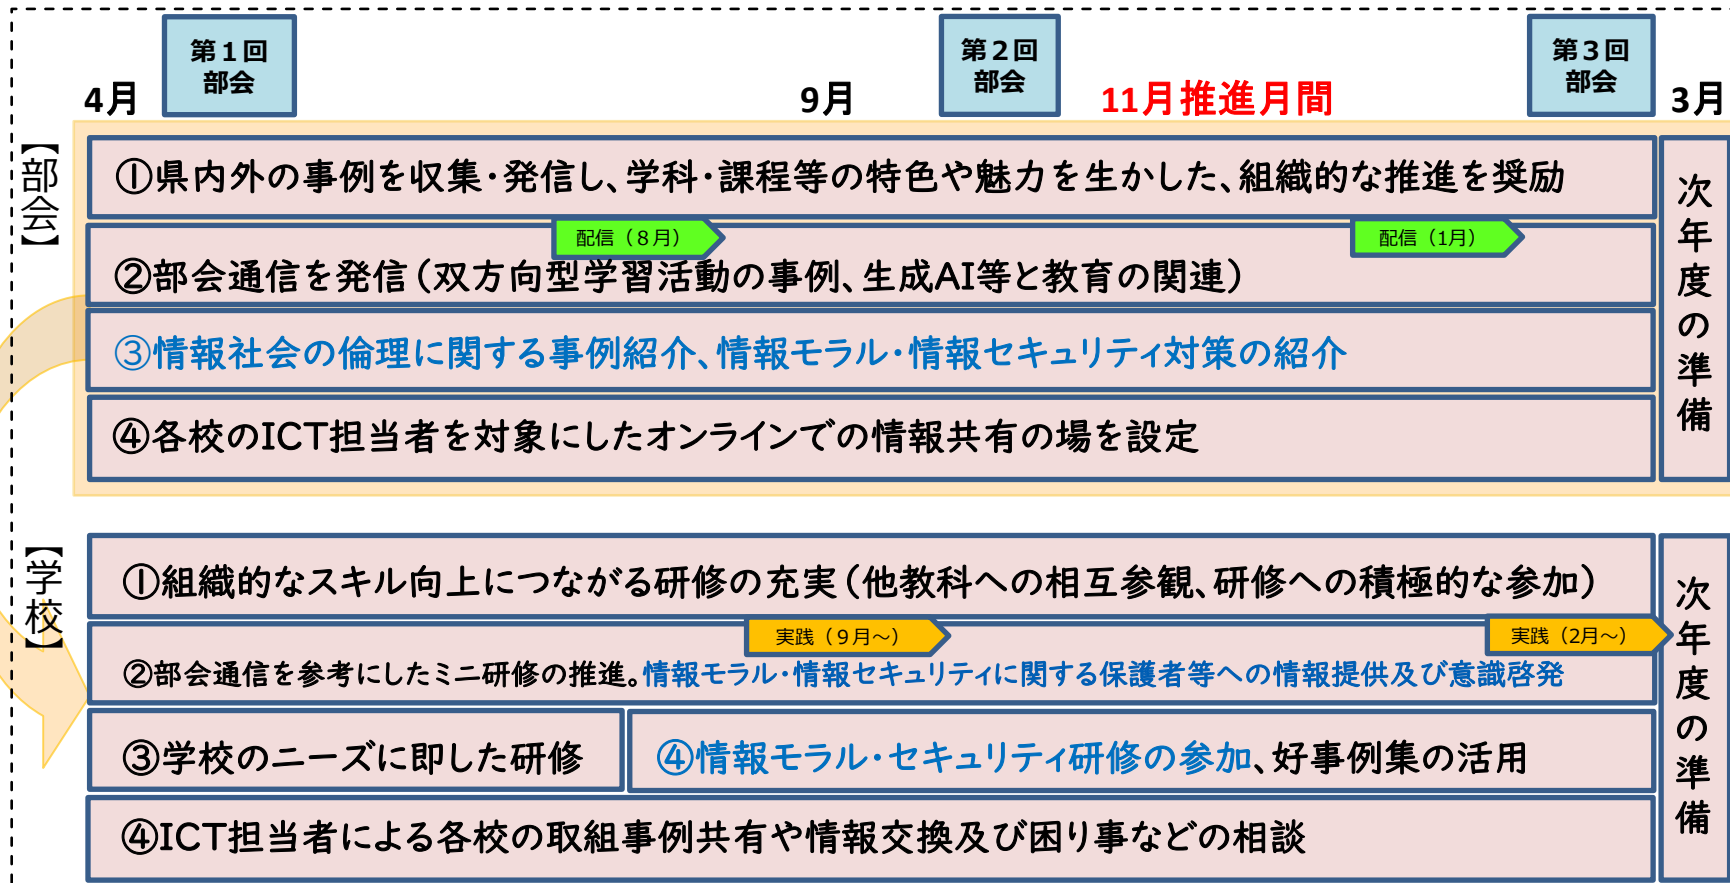 第１回
部会
第２回
部会
第３回
部会
4月
9月
11月推進月間
3月
【部会】
①県内外の事例を収集・発信し、学科・課程等の特色や魅力を生かした、組織的な推進を奨励
配信（８月）
配信（1月）
②部会通信を発信（双方向型学習活動の事例、生成AI等と教育の関連）
③情報社会の倫理に関する事例紹介、情報モラル・情報セキュリティ対策の紹介
④各校のICT担当者を対象にしたオンラインでの情報共有の場を設定
次年度の準備
【学校】
①組織的なスキル向上につながる研修の充実（他教科への相互参観、研修への積極的な参加）
実践（９月～）
実践（2月～）
②部会通信を参考にしたミニ研修の推進。情報モラル・情報セキュリティに関する保護者等への情報提供及び意識啓発
③学校のニーズに即した研修
④情報モラル・セキュリティ研修の参加、好事例集の活用
④ICT担当者による各校の取組事例共有や情報交換及び困り事などの相談
次年度の準備